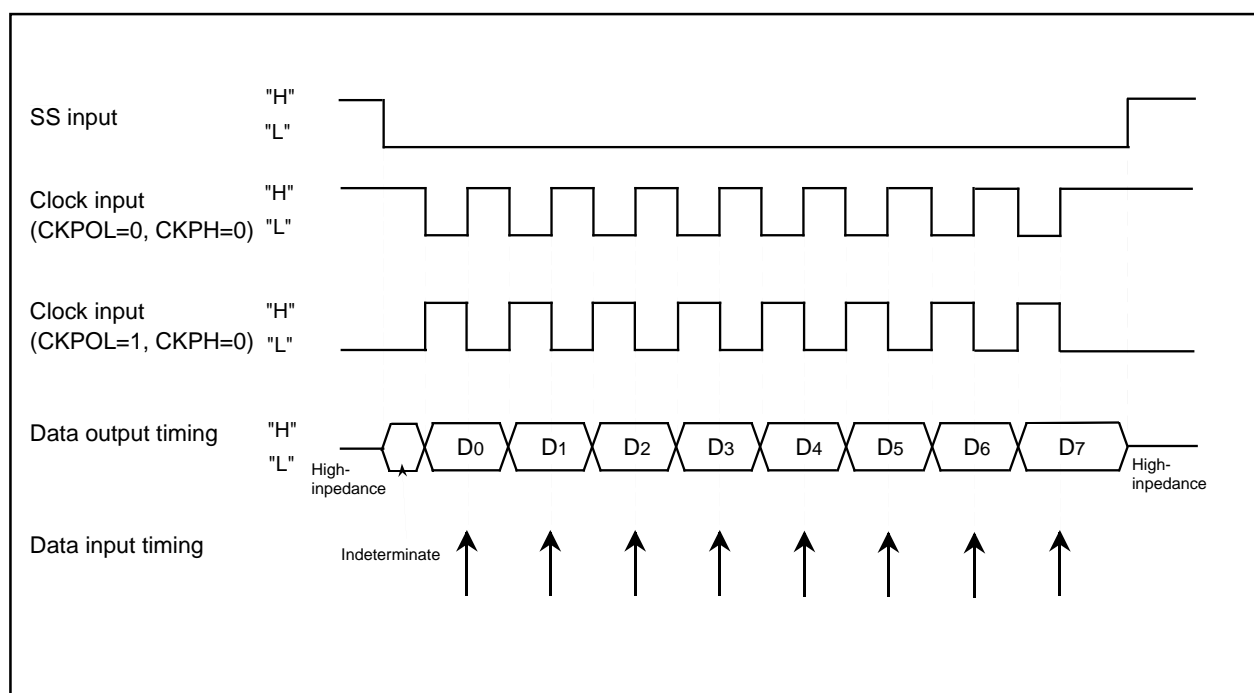 SS input
"H"
"L"
Clock input
(CKPOL=0, CKPH=0)
"H"
"L"
Clock input
(CKPOL=1, CKPH=0)
"H"
"L"
Data output timing
"H"
"L"
High-
inpedance
D0
D1
D2
D3
D4
D5
D6
D7
High-
inpedance
Data input timing
Indeterminate